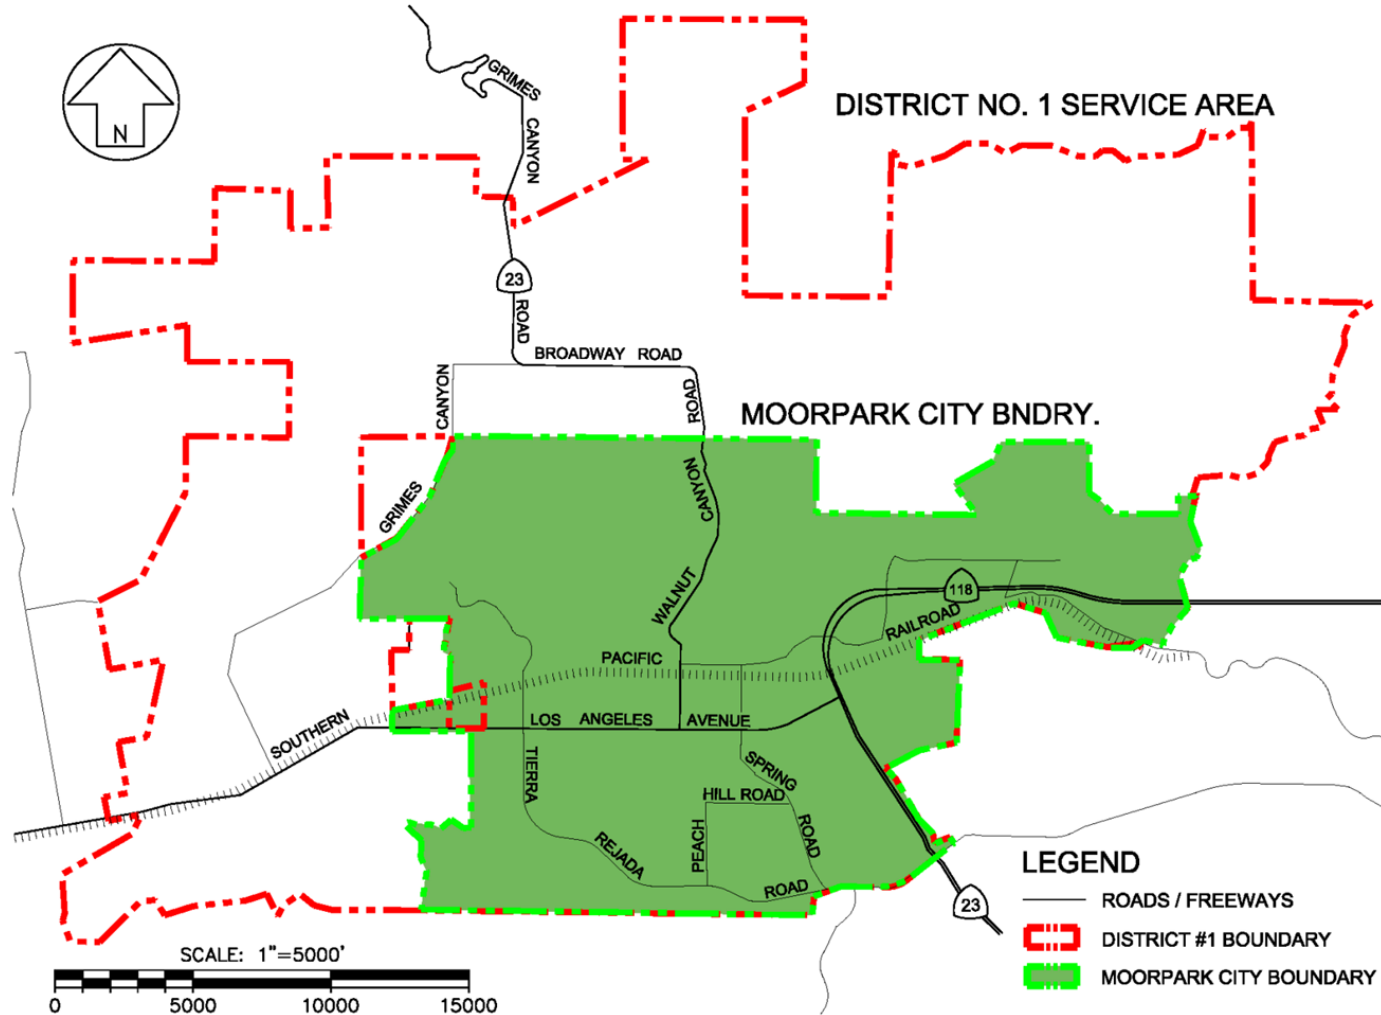 GRIMES
CANYON
N
DISTRICT NO. 1 SERVICE AREA
23
ROAD
BROADWAY ROAD
CANYON
ROAD
MOORPARK CITY BNDRY.
GRIMES
CANYON
118
WALNUT
RAILROAD
PACIFIC
SOUTHERN
LOS ANGELES AVENUE
TIERRA
SPRING
HILL ROAD
PEACH
ROAD
REJADA
ROAD
23
LEGEND
ROADS / FREEWAYS
DISTRICT #1 BOUNDARY
MOORPARK CITY BOUNDARY
SCALE: 1"=5000'
0 5000 10000 15000